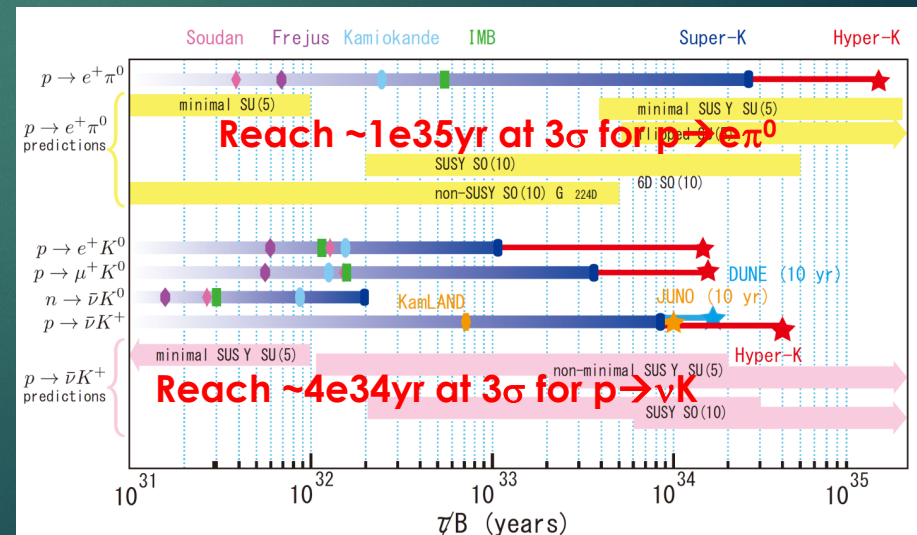 Soudan Frejus Kamiokande IMB Super-K Hyper-K
p → e⁺π⁰
minimal SU(5)
minimal SUSY SU(5)
p → e⁺π⁰
predictions
Reach ~1e35yr at 3σ for p→eπ⁰
SUSY SO(10)
6D SO(10)
non-SUSY SO(10) G 224D
p → e⁺K⁰
p → μ⁺K⁰
DUNE (10 yr)
n → ν̄K⁰
KamLAND
JUNO (10 yr)
p → ν̄K⁺
Hyper-K
minimal SUSY SU(5)
non-minimal SUSY SU(5)
p → ν̄K⁺
predictions
Reach ~4e34yr at 3σ for p→νK
SUSY SO(10)
10³¹ 10³² 10³³ 10³⁴ 10³⁵
τ/B (years)